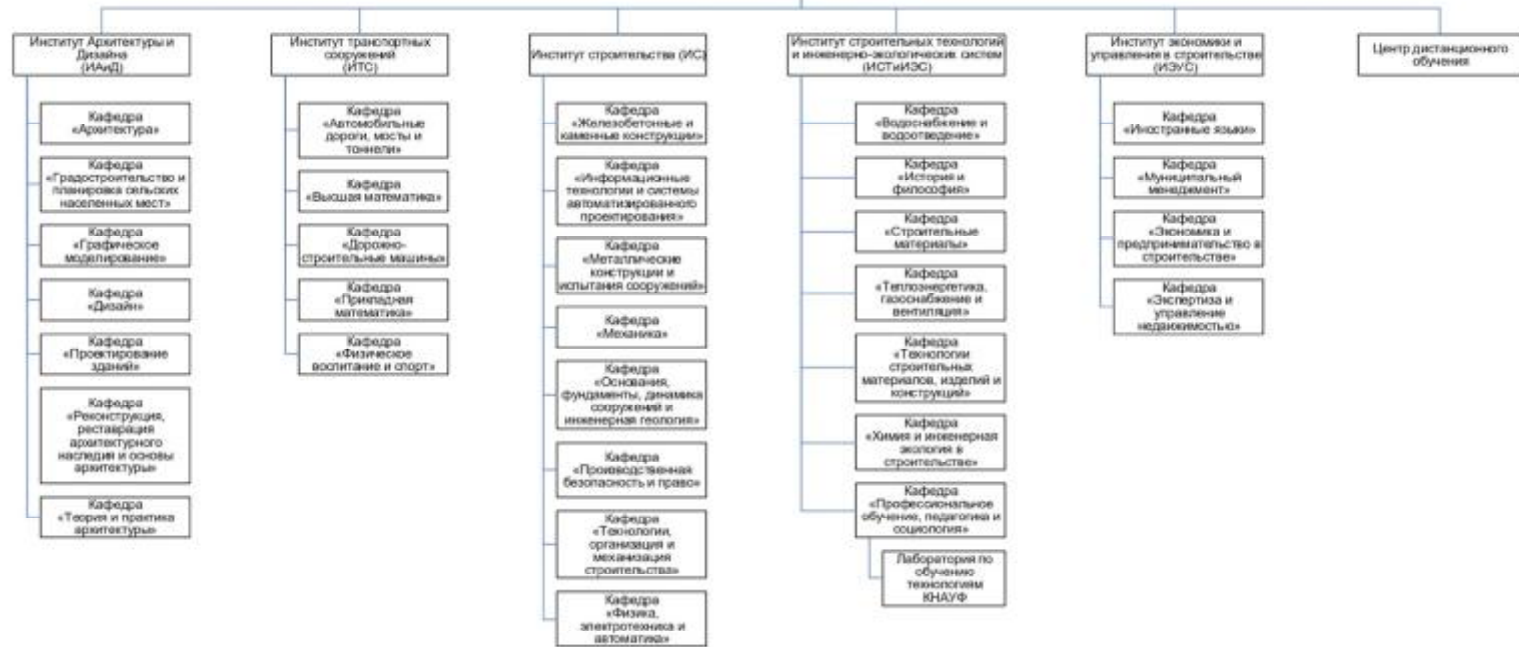 Институт Архитектуры и
Дизайна
(ИАиД)
Кафедра
«Архитектура»
Кафедра
«Градостроительство и
планировка сельских
населенных мест»
Кафедра
«Графическое
моделирование»
Кафедра
«Дизайн»
Кафедра
«Проектирование
зданий»
Кафедра
«Реконструкция,
реставрация
архитектурного
наследия и основы
архитектуры»
Кафедра
«Теория и практика
архитектуры»
Институт транспортных
сооружений
(ИТС)
Кафедра
«Автомобильные
дороги, мосты и
тоннели»
Кафедра
«Высшая математика»
Кафедра
«Дорожно-
строительные машины»
Кафедра
«Прикладная
математика»
Кафедра
«Физическое
воспитание и спорт»
Институт строительства (ИС)
Кафедра
«Железобетонные и
каменные конструкции»
Кафедра
«Информационные
технологии и системы
автоматизированного
проектирования»
Кафедра
«Металлические
конструкции и
испытания сооружений»
Кафедра
«Механика»
Кафедра
«Основания,
фундаменты, динамика
сооружений и
инженерная геология»
Кафедра
«Производственная
безопасность и право»
Кафедра
«Технологии,
организация и
механизация
строительства»
Кафедра
«Физика,
электротехника и
автоматика»
Институт строительных технологий
и инженерно-экологических систем
(ИСТиИЭС)
Кафедра
«Водоснабжение и
водоотведение»
Кафедра
«История и
философия»
Кафедра
«Строительные
материалы»
Кафедра
«Теплоэнергетика,
газоснабжение и
вентиляция»
Кафедра
«Технологии
строительных
материалов, изделий и
конструкций»
Кафедра
«Химия и инженерная
экология в
строительстве»
Кафедра
«Профессиональное
обучение, педагогика и
социология»
Лаборатория по
обучению
технологиям
КНАУФ
Институт экономики и
управления в строительстве
(ИЭУС)
Кафедра
«Иностранные языки»
Кафедра
«Муниципальный
менеджмент»
Кафедра
«Экономика и
предпринимательство в
строительстве»
Кафедра
«Экспертиза и
управление
недвижимостью»
Центр дистанционного
обучения